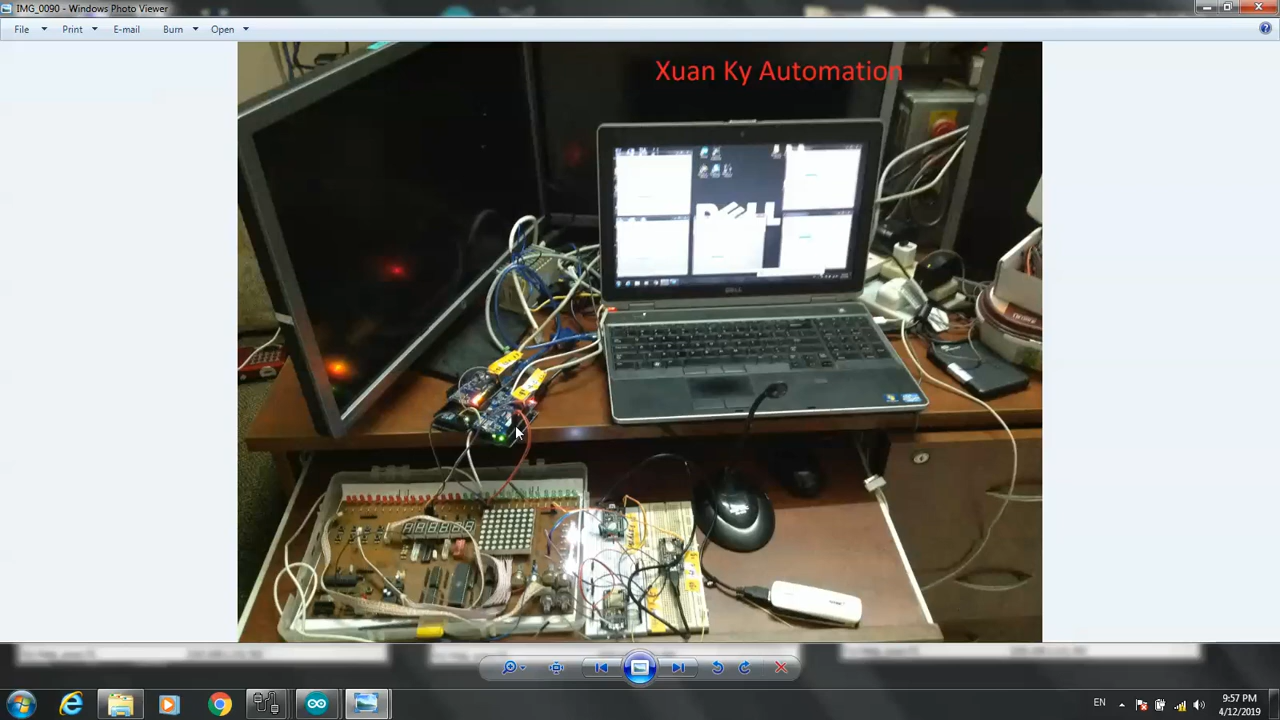 IMG_0090 - Windows Photo Viewer
File Print E-mail Burn Open
Xuan Ky Automation
DELL
DELL
EN
9:57 PM
4/12/2019